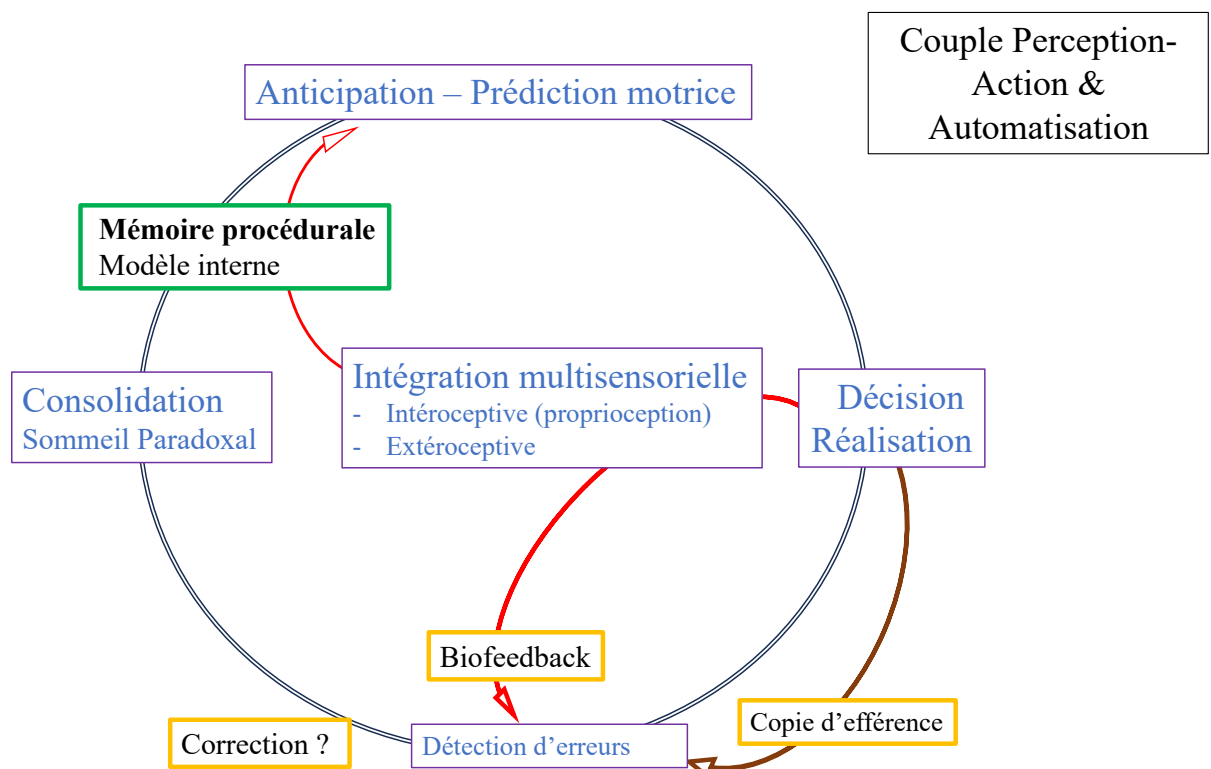 Couple Perception-
Action &
Automatisation
Anticipation – Prédiction motrice
Mémoire procédurale
Modèle interne
Intégration multisensorielle
- Intéroceptive (proprioception)
- Extéroceptive
Consolidation
Sommeil Paradoxal
Décision
Réalisation
Biofeedback
Copie d’efférence
Correction ?
Détection d’erreurs